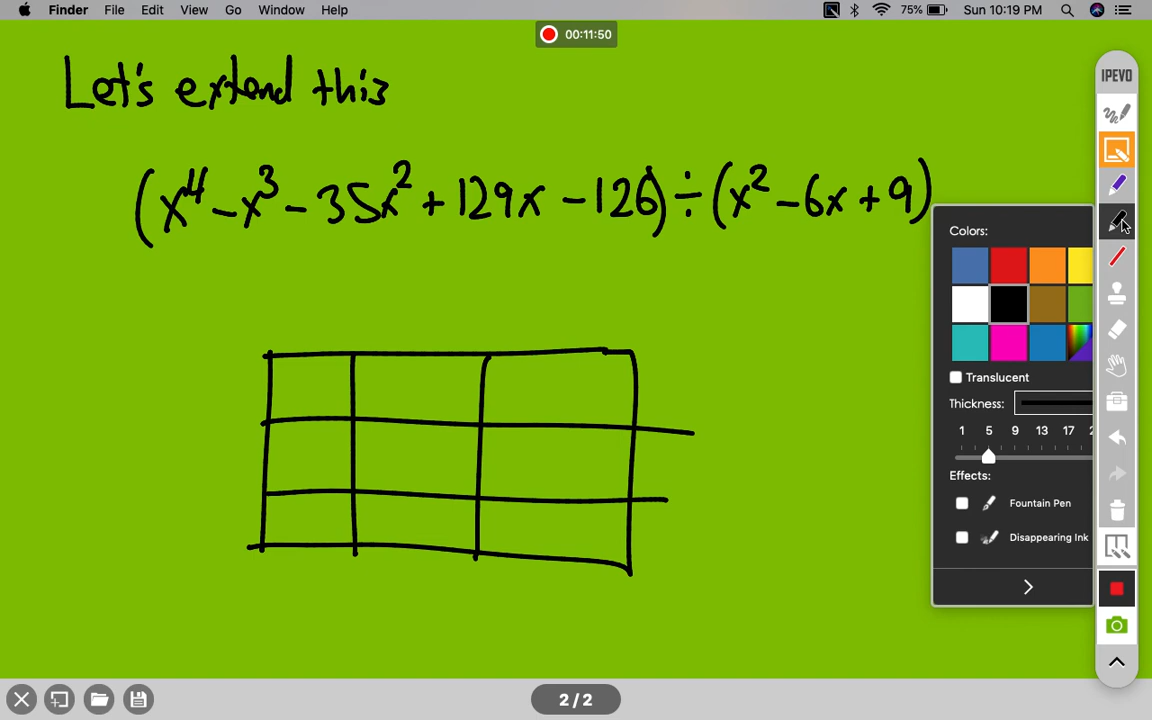 Finder File Edit View Go Window Help 75% Sun 10:19 PM
00:11:50
IPEVO
Let's extend this
(x⁴ - x³ - 35x² + 129x - 126) ÷ (x² - 6x + 9)
Colors:
Translucent
Thickness:
1 5 9 13 17 2
Effects:
Fountain Pen
Disappearing Ink
2 / 2